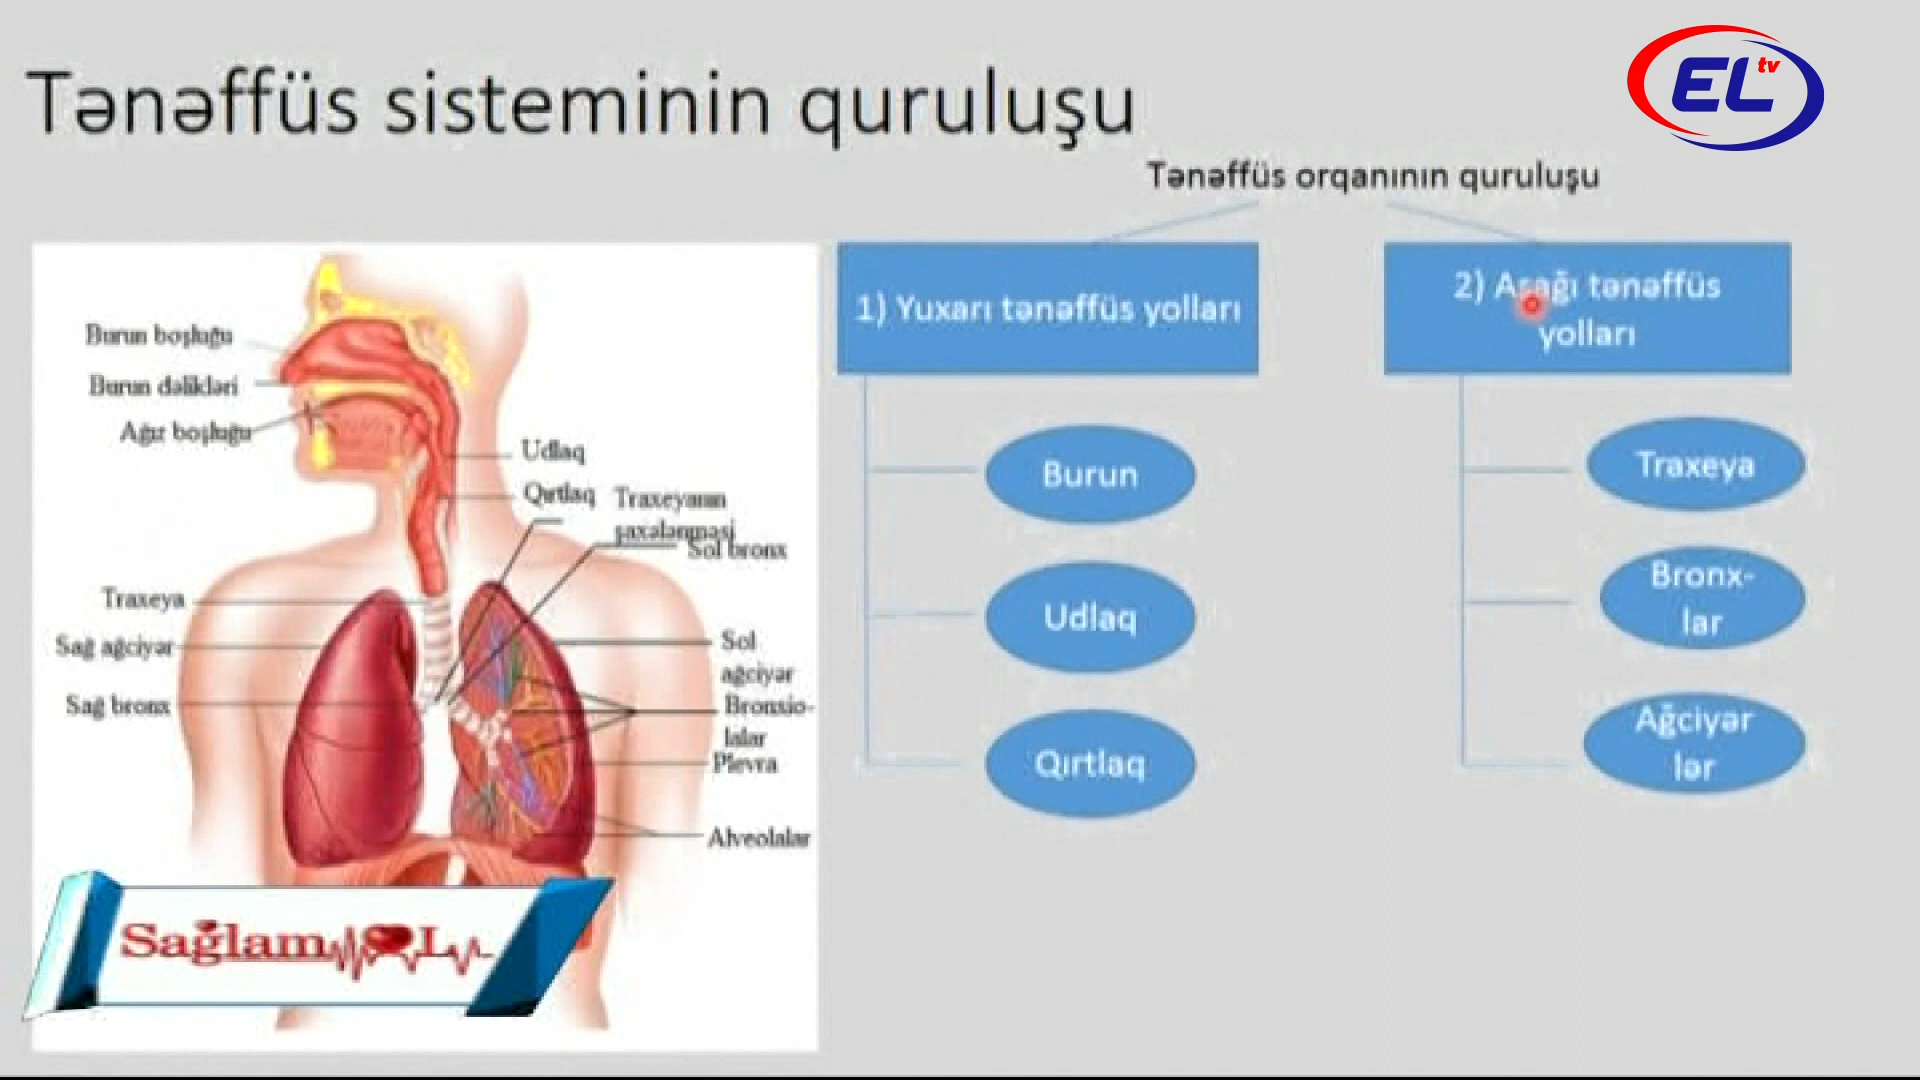 Tənəffüs sisteminin quruluşu
EL tv
Tənəffüs orqanının quruluşu
1) Yuxarı tənəffüs yolları
2) Aşağı tənəffüs
yolları
Burun
Udlaq
Qırtlaq
Traxeya
Bronx-
lar
Ağciyər
lər
Burun boşluğu
Burun dəlikləri
Ağız boşluğu
Udlaq
Qırtlaq
Traxeyanın
şaxələnməsi
Sol bronx
Traxeya
Sağ ağciyər
Sağ bronx
Sol
ağciyər
Bronxio-
lalar
Plevra
Alveolalar
Sağlam OL